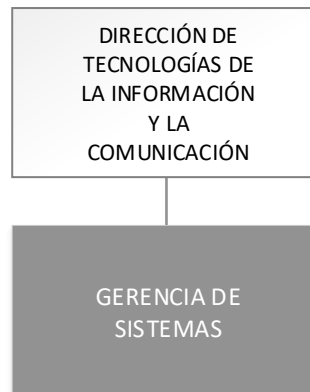 DIRECCIÓN DE
TECNOLOGÍAS DE
LA INFORMACIÓN
Y LA
COMUNICACIÓN
GERENCIA DE
SISTEMAS